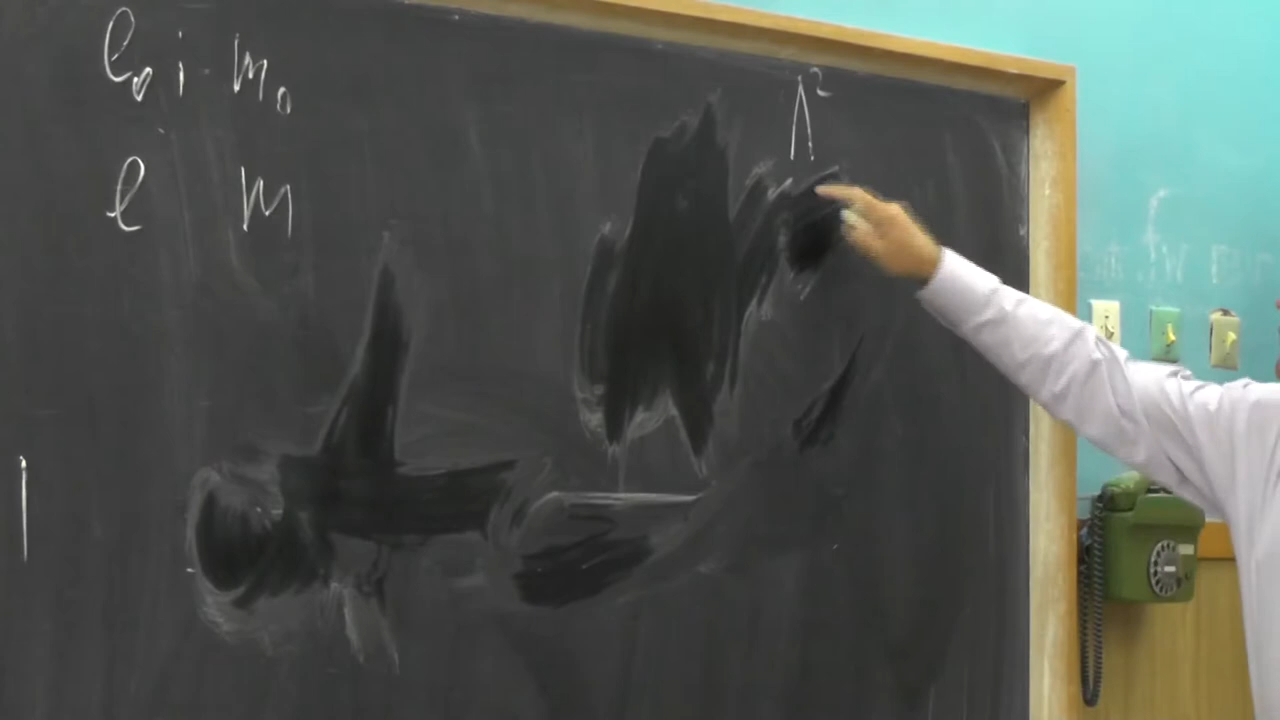 e₀ i m₀
Λ²
e m